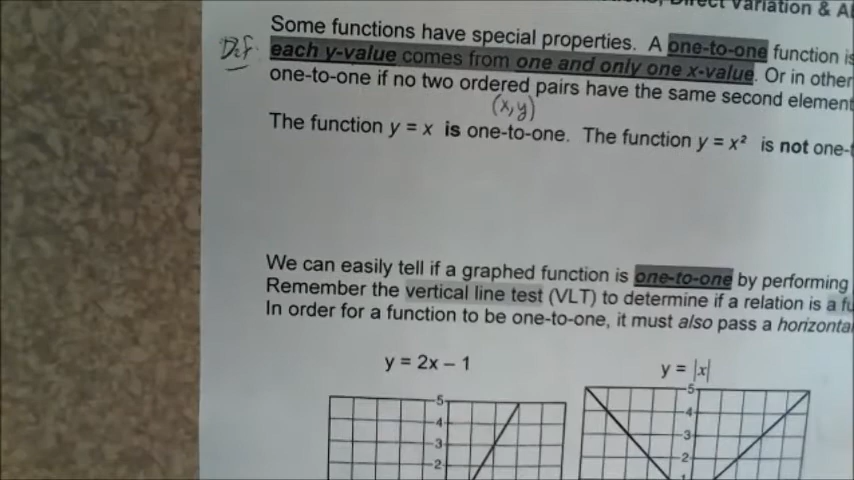 Direct Variation & A
Some functions have special properties. A one-to-one function is
Def. each y-value comes from one and only one x-value. Or in other
one-to-one if no two ordered pairs have the same second element
(x,y)
The function y = x is one-to-one. The function y = x² is not one-t
We can easily tell if a graphed function is one-to-one by performing
Remember the vertical line test (VLT) to determine if a relation is a fu
In order for a function to be one-to-one, it must also pass a horizonta
y = 2x – 1
y = |x|
5
4
3
2
5
4
3
2
1